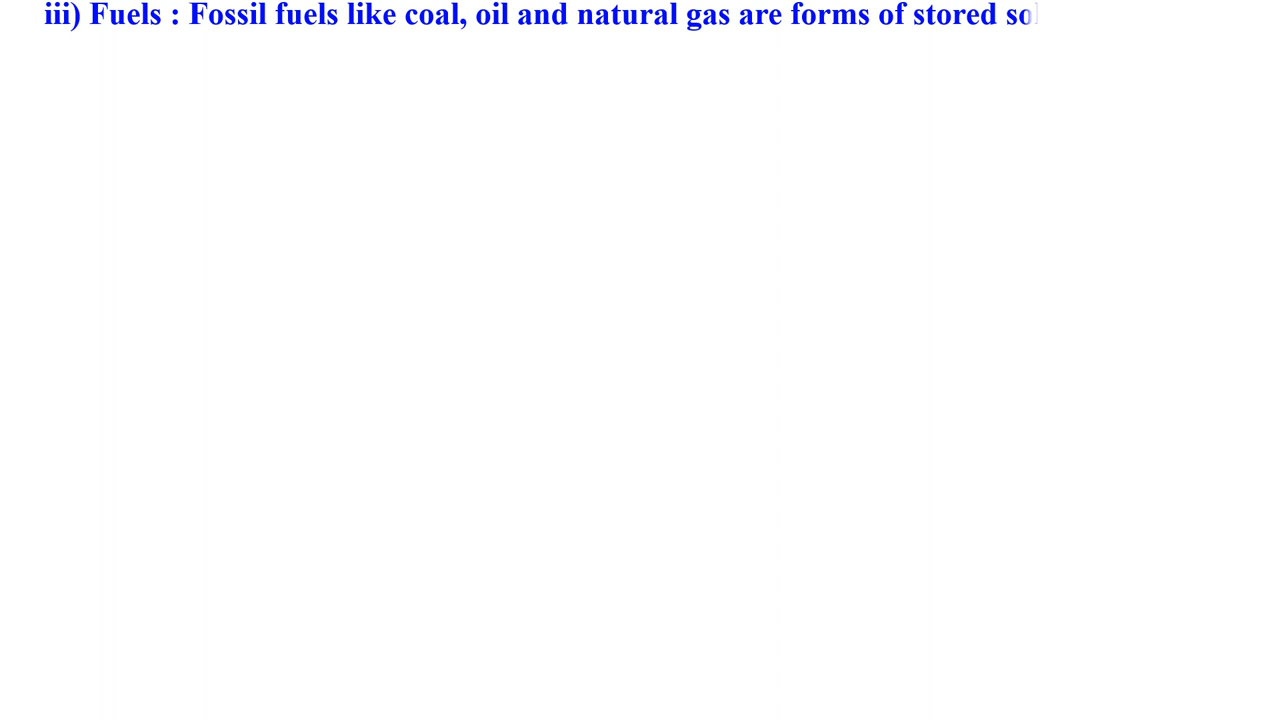 iii) Fuels : Fossil fuels like coal, oil and natural gas are forms of stored